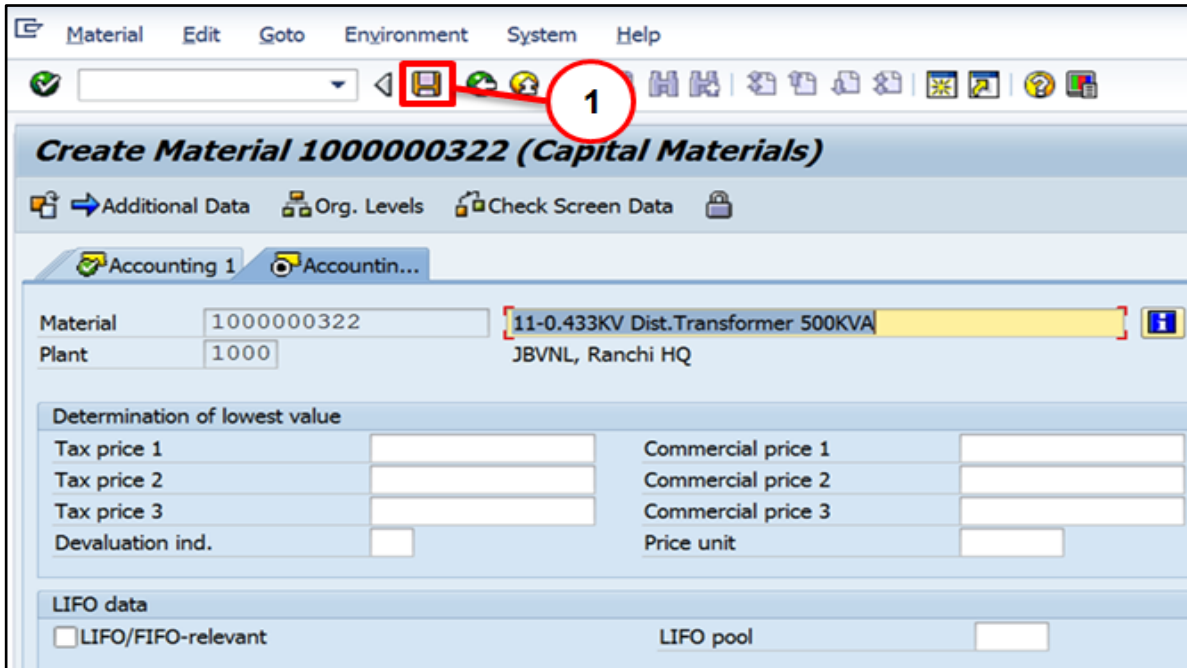 Material Edit Goto Environment System Help
1
Create Material 1000000322 (Capital Materials)
Additional Data Org. Levels Check Screen Data
Accounting 1 Accountin...
Material 1000000322 11-0.433KV Dist.Transformer 500KVA
Plant 1000 JBVNL, Ranchi HQ
Determination of lowest value
Tax price 1 Commercial price 1
Tax price 2 Commercial price 2
Tax price 3 Commercial price 3
Devaluation ind. Price unit
LIFO data
LIFO/FIFO-relevant LIFO pool